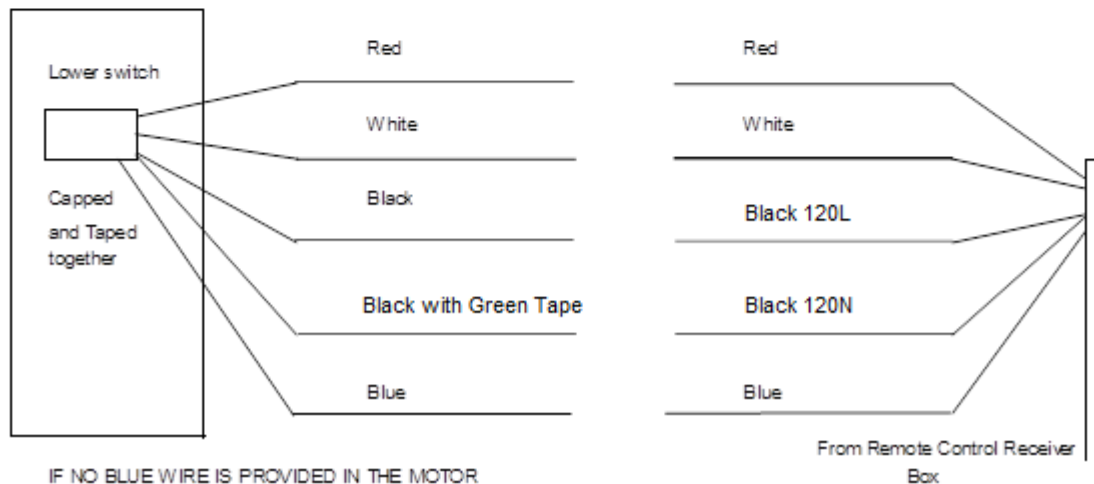 Red
Red
Lower switch
White
White
Capped
and Taped
together
Black
Black 120L
Black with Green Tape
Black 120N
Blue
Blue
From Remote Control Receiver
Box
IF NO BLUE WIRE IS PROVIDED IN THE MOTOR